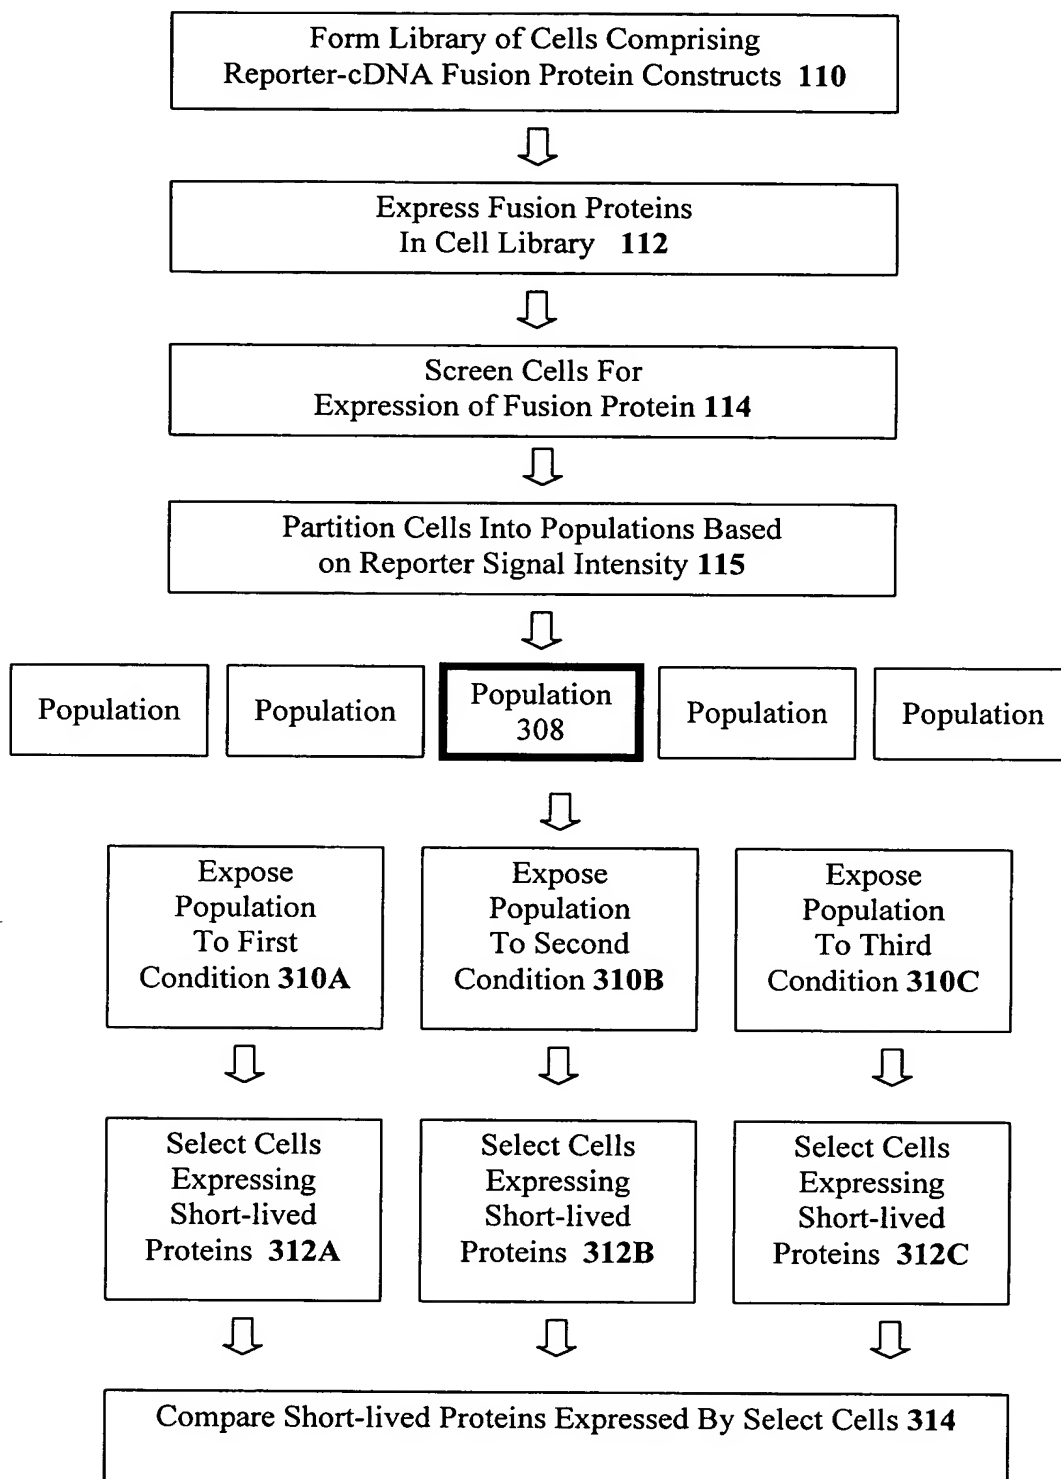 Form Library of Cells Comprising
Reporter-cDNA Fusion Protein Constructs 110
Express Fusion Proteins
In Cell Library 112
Screen Cells For
Expression of Fusion Protein 114
Partition Cells Into Populations Based
on Reporter Signal Intensity 115
Population
Population
Population
308
Population
Population
Expose
Population
To First
Condition 310A
Expose
Population
To Second
Condition 310B
Expose
Population
To Third
Condition 310C
Select Cells
Expressing
Short-lived
Proteins 312A
Select Cells
Expressing
Short-lived
Proteins 312B
Select Cells
Expressing
Short-lived
Proteins 312C
Compare Short-lived Proteins Expressed By Select Cells 314